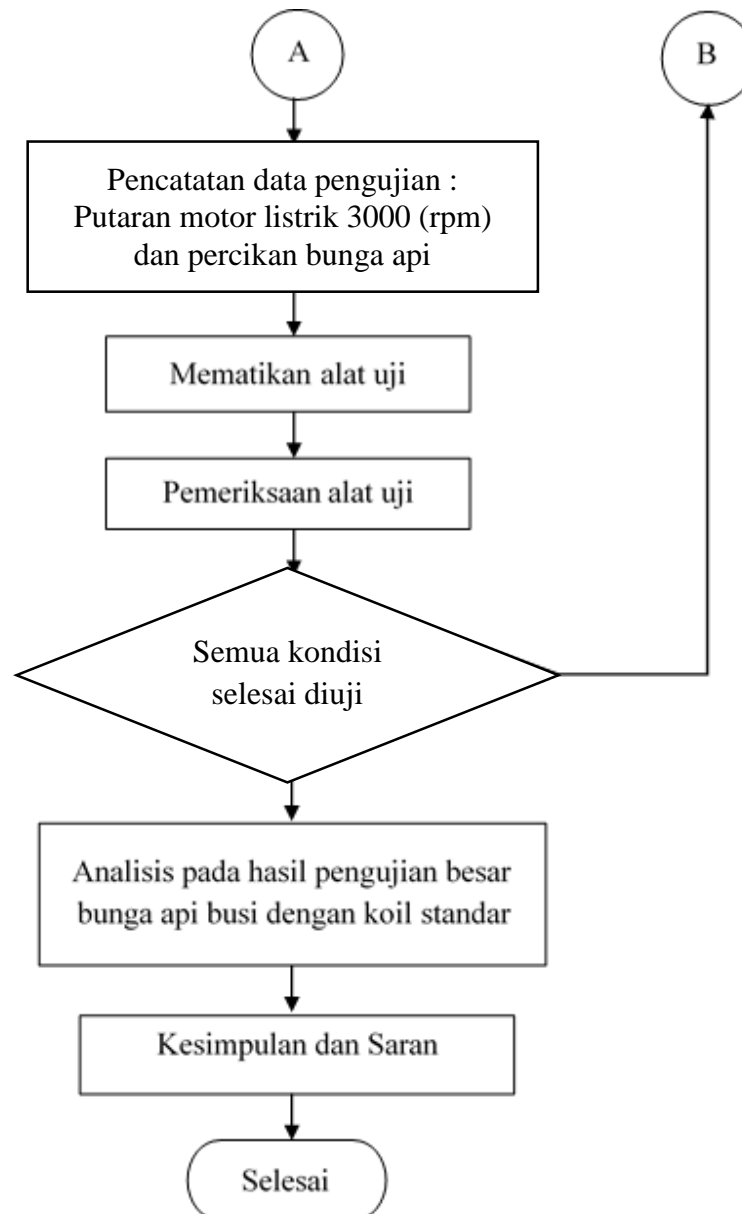 A
B
Pencatatan data pengujian :
Putaran motor listrik 3000 (rpm)
dan percikan bunga api
Mematikan alat uji
Pemeriksaan alat uji
Semua kondisi
selesai diuji
Analisis pada hasil pengujian besar
bunga api busi dengan koil standar
Kesimpulan dan Saran
Selesai